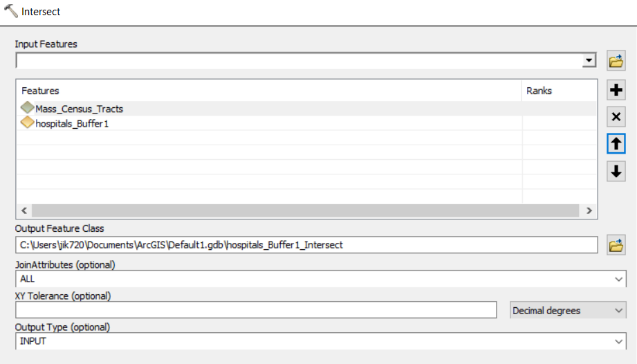 Intersect
Input Features
Features Ranks
Mass_Census_Tracts
hospitals_Buffer1
Output Feature Class
C:\Users\jik720\Documents\ArcGIS\Default1.gdb\hospitals_Buffer1_Intersect
JoinAttributes (optional)
ALL
XY Tolerance (optional)
Decimal degrees
Output Type (optional)
INPUT